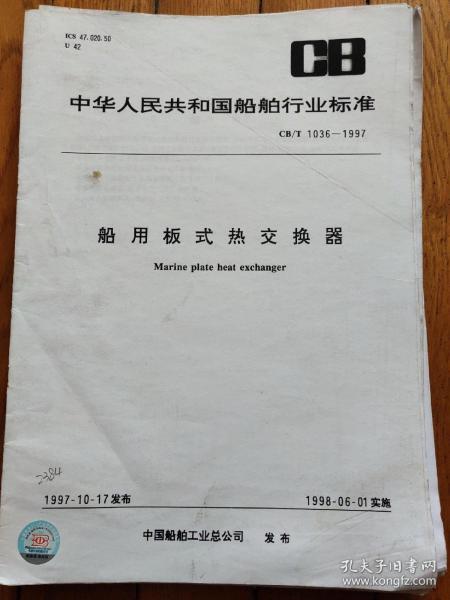 ICS 47.020.50
U 42
CB
中华人民共和国船舶行业标准
CB/T 1036—1997
船用板式热交换器
Marine plate heat exchanger
2384
1997-10-17发布
1998-06-01实施
中国船舶工业总公司 发布
孔夫子旧书网
www.kongfz.com